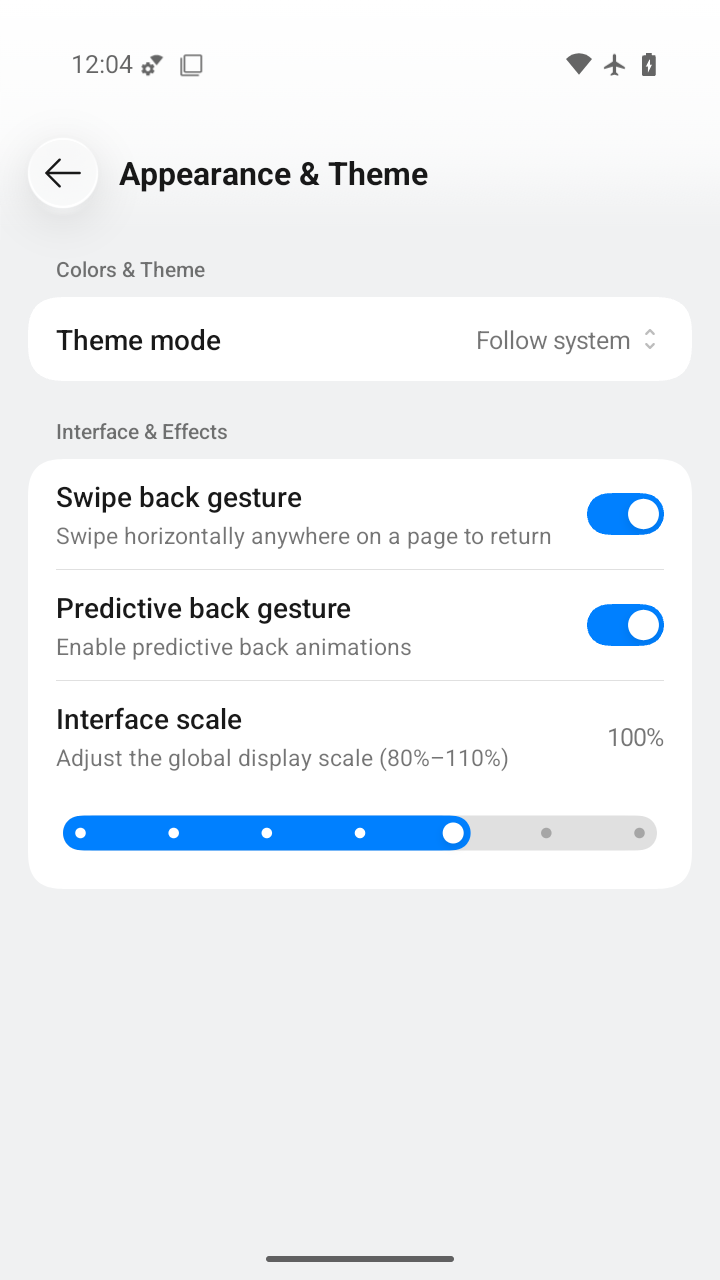 12:04
Appearance & Theme
Colors & Theme
Theme mode
Follow system
Interface & Effects
Swipe back gesture
Swipe horizontally anywhere on a page to return
Predictive back gesture
Enable predictive back animations
Interface scale
Adjust the global display scale (80%–110%)
100%